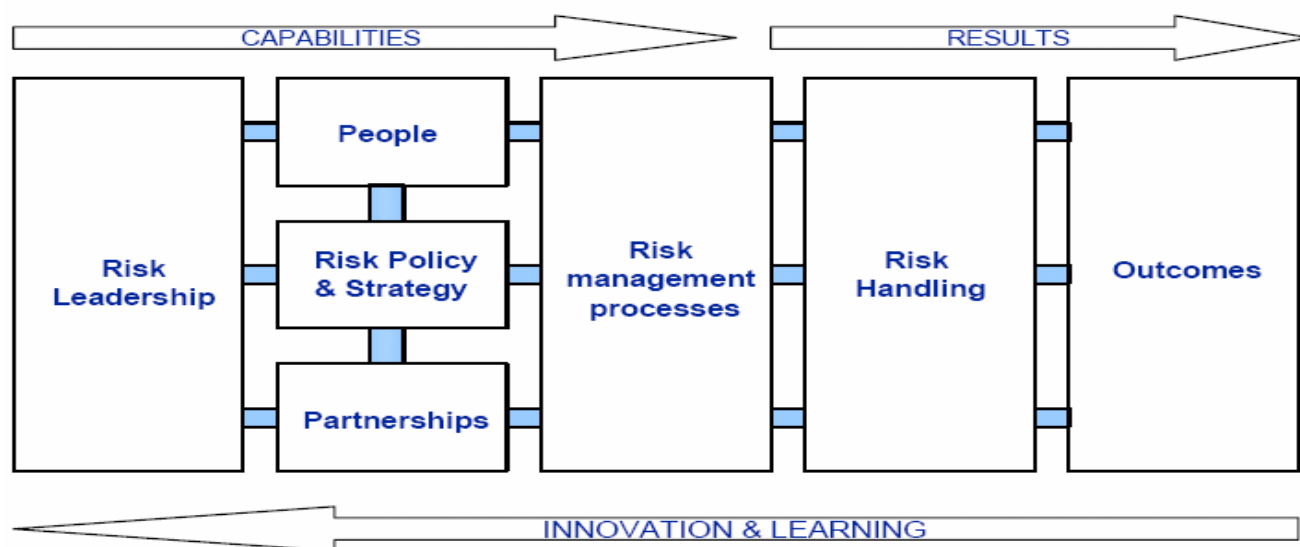 CAPABILITIES
RESULTS
Risk
Leadership
People
Risk Policy
& Strategy
Partnerships
Risk
management
processes
Risk
Handling
Outcomes
INNOVATION & LEARNING